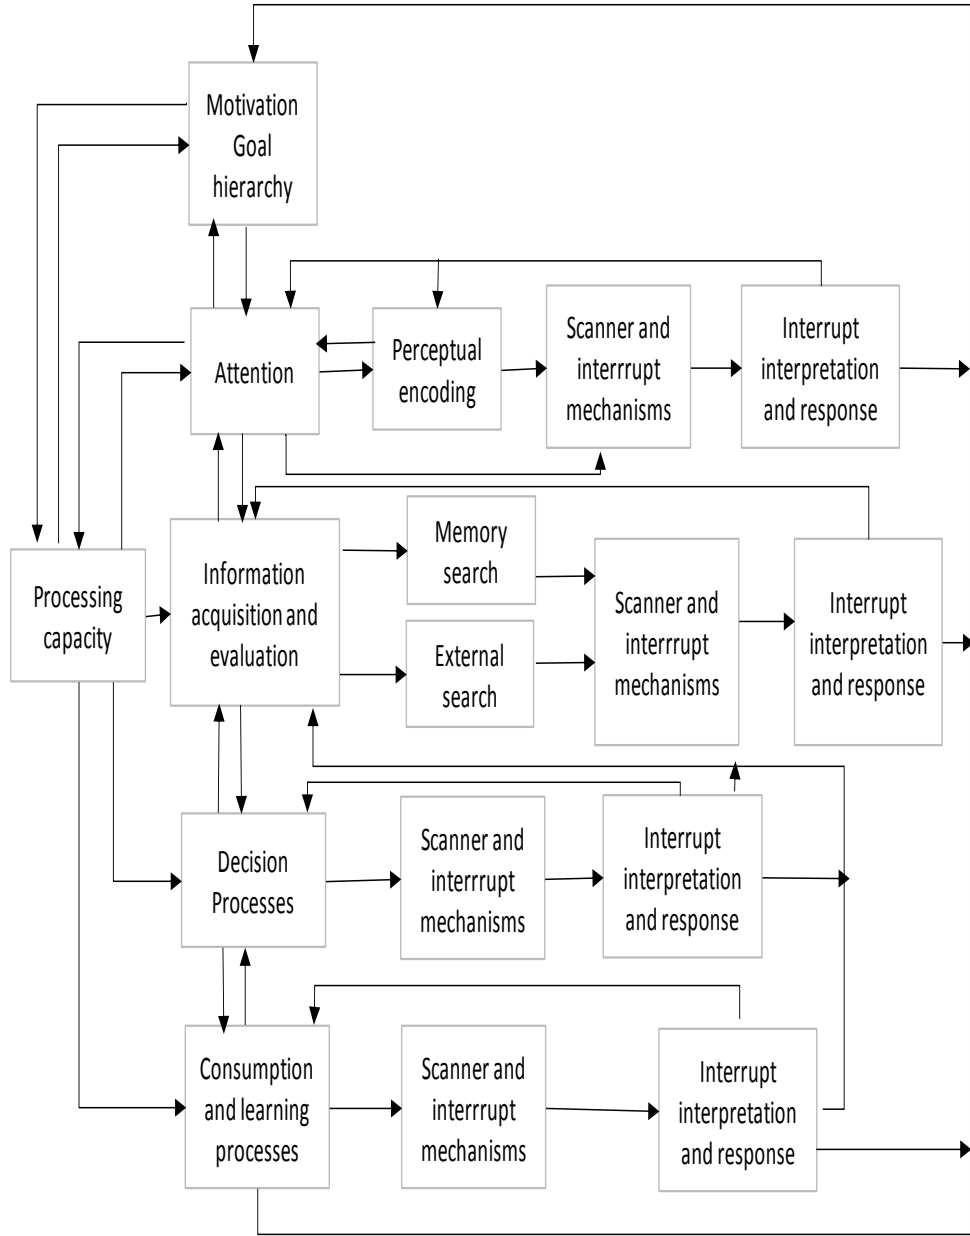 Motivation
Goal
hierarchy
Attention
Perceptual
encoding
Scanner and
interrrupt
mechanisms
Interrupt
interpretation
and response
Processing
capacity
Information
acquisition and
evaluation
Memory
search
External
search
Scanner and
interrrupt
mechanisms
Interrupt
interpretation
and response
Decision
Processes
Scanner and
interrrupt
mechanisms
Interrupt
interpretation
and response
Consumption
and learning
processes
Scanner and
interrrupt
mechanisms
Interrupt
interpretation
and response